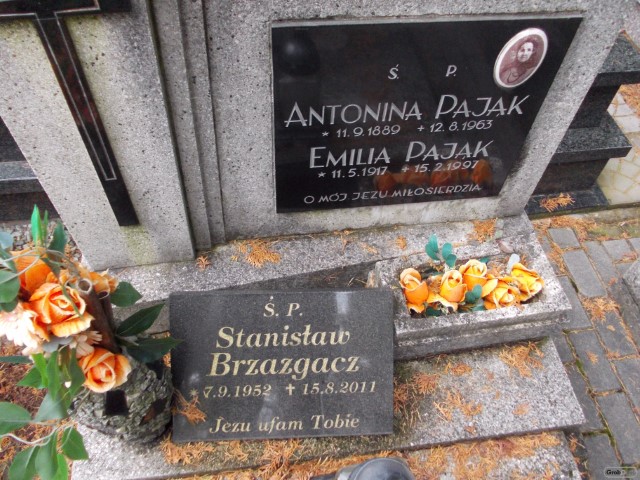 Ś. P.
ANTONINA PAJĄK
* 11.9.1889 + 12.8.1963
EMILIA PAJĄK
* 11.5.1917 + 15.2.1997
O MÓJ JEZU MIŁOSIERDZIA
Ś. P.
Stanisław
Brzazgacz
7.9.1952 ✝ 15.8.2011
Jezu ufam Tobie